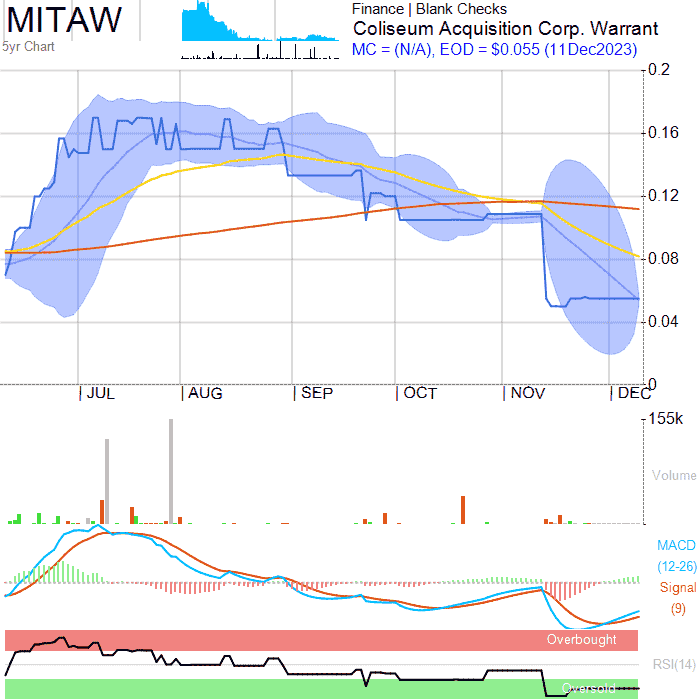 MITAW
5yr Chart
Finance | Blank Checks
Coliseum Acquisition Corp. Warrant
MC = (N/A), EOD = $0.055 (11Dec2023)
0.2
0.16
0.12
0.08
0.04
0
| JUL | AUG | SEP | OCT | NOV | DEC
155k
Volume
MACD
(12-26)
Signal
(9)
Overbought
RSI(14)
Oversold